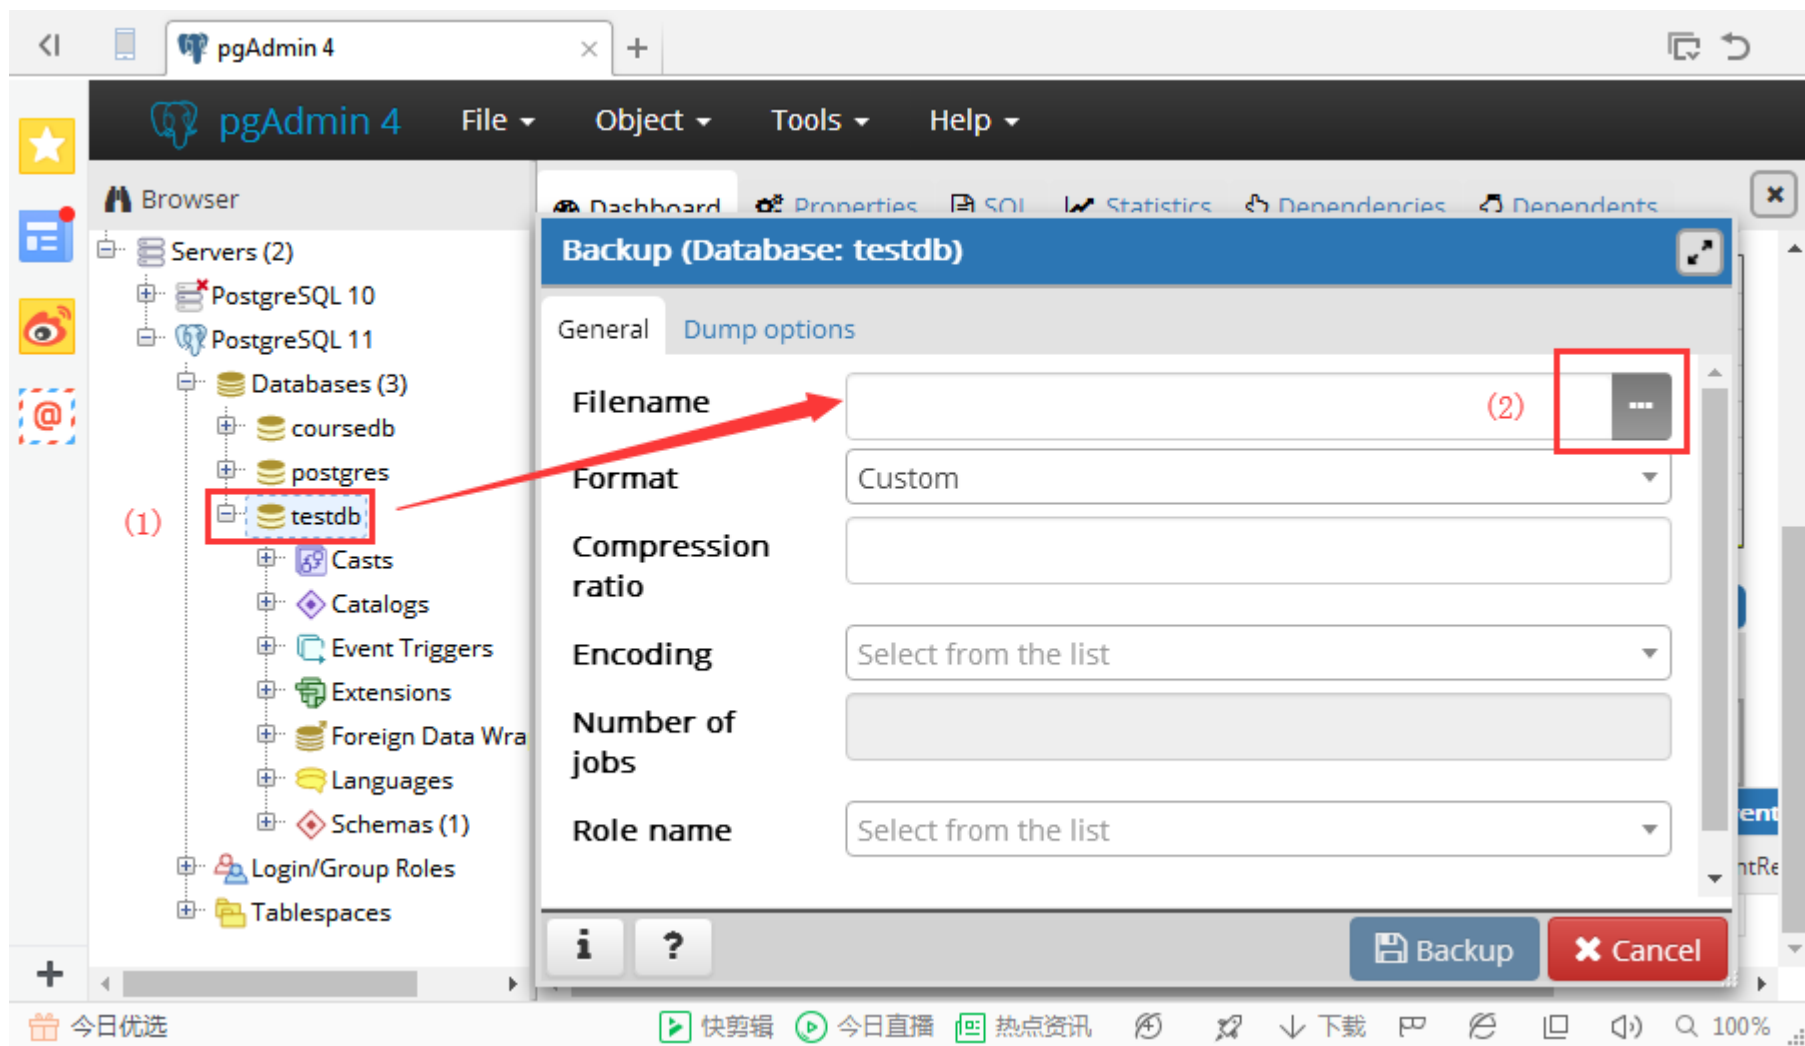 pgAdmin 4
pgAdmin 4 File Object Tools Help
Browser
Dashboard Properties SQL Statistics Dependencies Dependents
Servers (2)
PostgreSQL 10
PostgreSQL 11
Databases (3)
coursedb
postgres
(1) testdb
Casts
Catalogs
Event Triggers
Extensions
Foreign Data Wra
Languages
Schemas (1)
Login/Group Roles
Tablespaces
Backup (Database: testdb)
General Dump options
Filename (2) ...
Format Custom
Compression
ratio
Encoding Select from the list
Number of
jobs
Role name Select from the list
ent
ntRe
i ? Backup Cancel
今日优选 快剪辑 今日直播 热点资讯 下载 100%